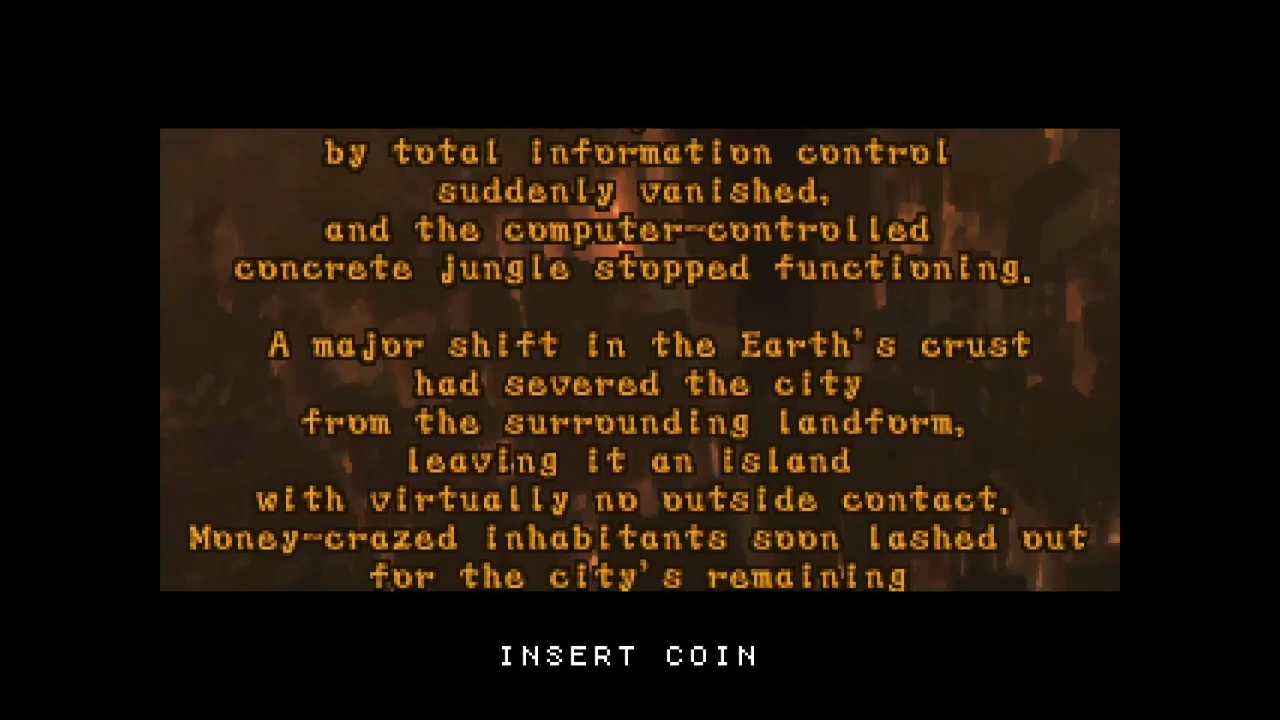 by total information control
suddenly vanished,
and the computer-controlled
concrete jungle stopped functioning.
A major shift in the Earth's crust
had severed the city
from the surrounding landform,
leaving it an island
with virtually no outside contact.
Money-crazed inhabitants soon lashed out
for the city's remaining
INSERT COIN